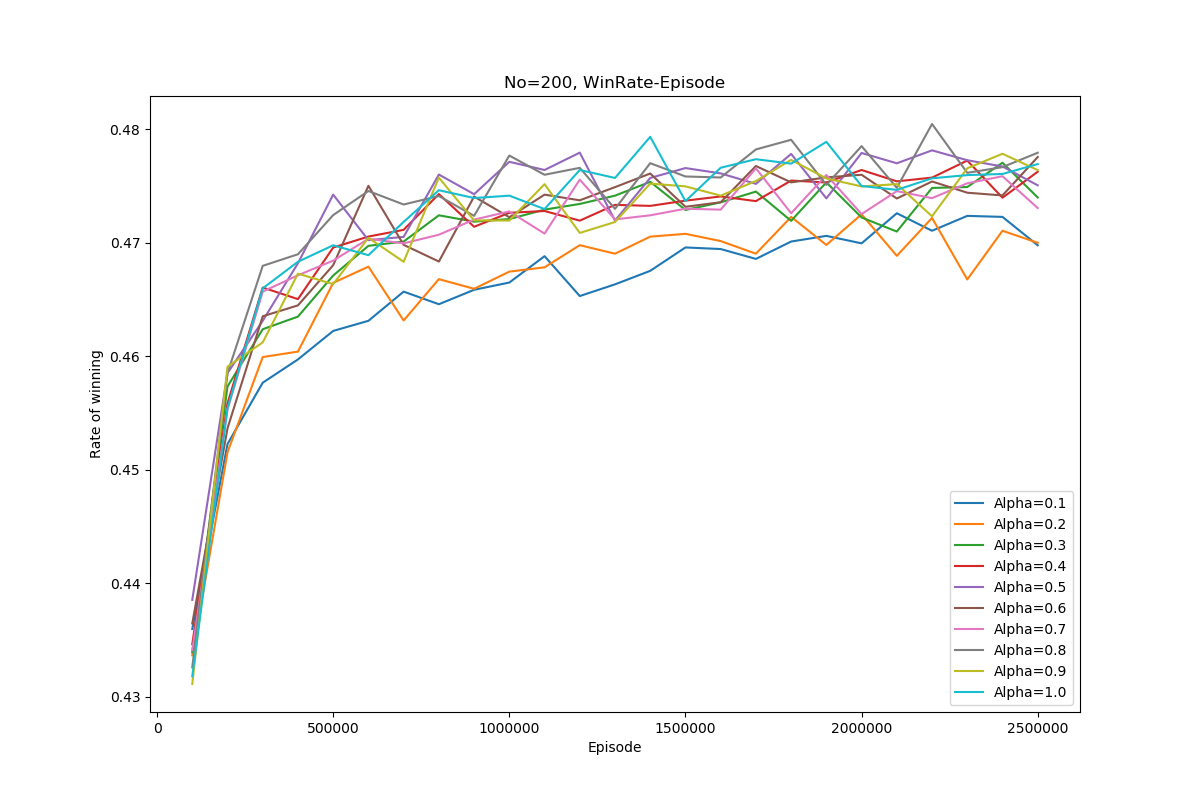 No=200, WinRate-Episode
Rate of winning
0.48
0.47
0.46
0.45
0.44
0.43
0
500000
1000000
1500000
2000000
2500000
Episode
Alpha=0.1
Alpha=0.2
Alpha=0.3
Alpha=0.4
Alpha=0.5
Alpha=0.6
Alpha=0.7
Alpha=0.8
Alpha=0.9
Alpha=1.0